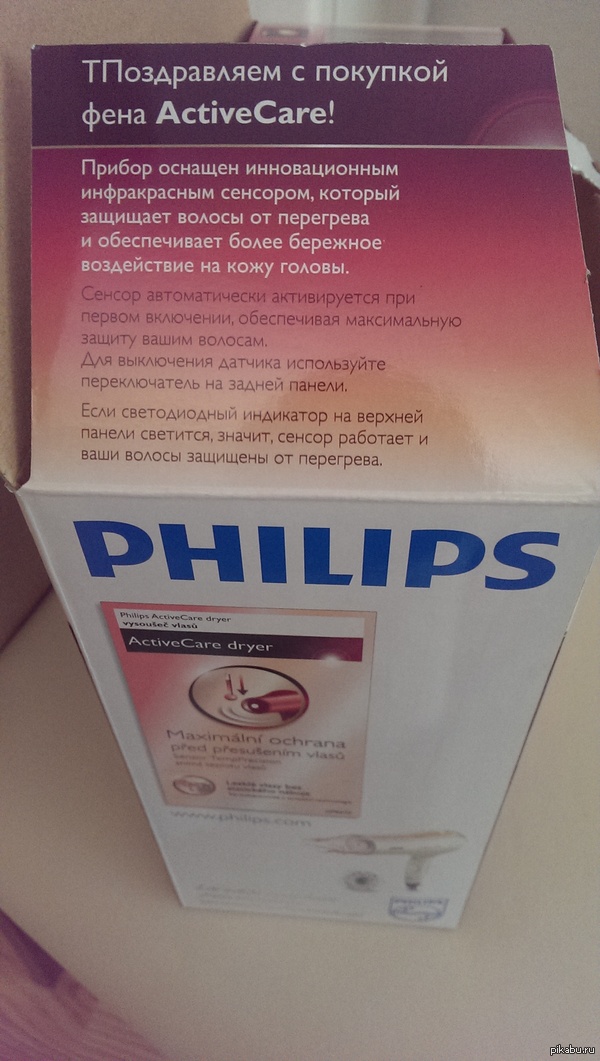 ТПоздравляем с покупкой
фена ActiveCare!
Прибор оснащен инновационным
инфракрасным сенсором, который
защищает волосы от перегрева
и обеспечивает более бережное
воздействие на кожу головы.
Сенсор автоматически активируется при
первом включении, обеспечивая максимальную
защиту вашим волосам.
Для выключения датчика используйте
переключатель на задней панели.
Если светодиодный индикатор на верхней
панели светится, значит, сенсор работает и
ваши волосы защищены от перегрева.
PHILIPS
Philips ActiveCare dryer
vysoušeč vlasů
ActiveCare dryer
Maximální ochrana
před přesušením vlasů
www.philips.com
PHILIPS
pikabu.ru